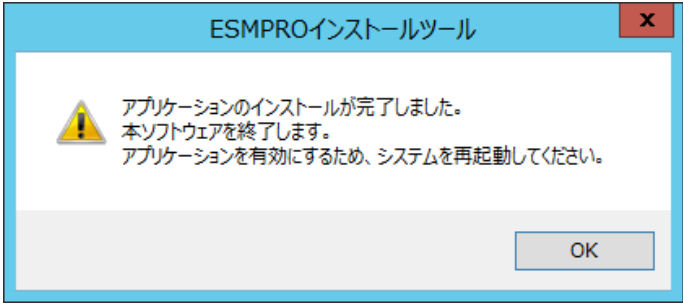 ESMPROインストールツール
x
アプリケーションのインストールが完了しました。
本ソフトウェアを終了します。
アプリケーションを有効にするため、システムを再起動してください。
OK